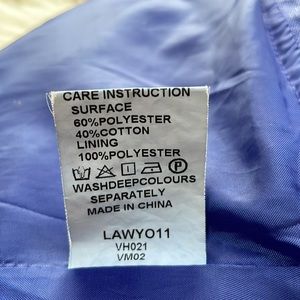 CARE INSTRUCTION
SURFACE
60%POLYESTER
40%COTTON
LINING
100%POLYESTER
WASHDEEPCOLOURS
SEPARATELY
MADE IN CHINA
LAWYO11
VH021
VM02